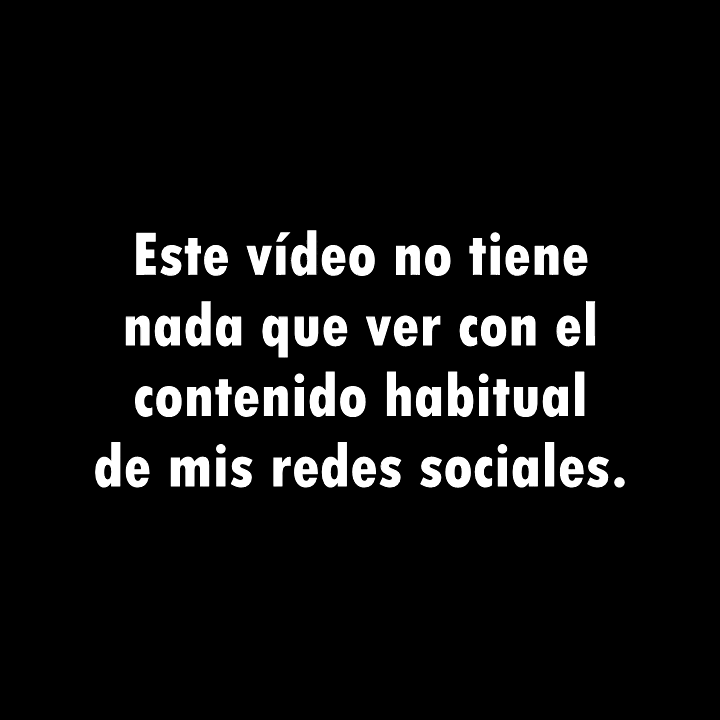 Este vídeo no tiene
nada que ver con el
contenido habitual
de mis redes sociales.